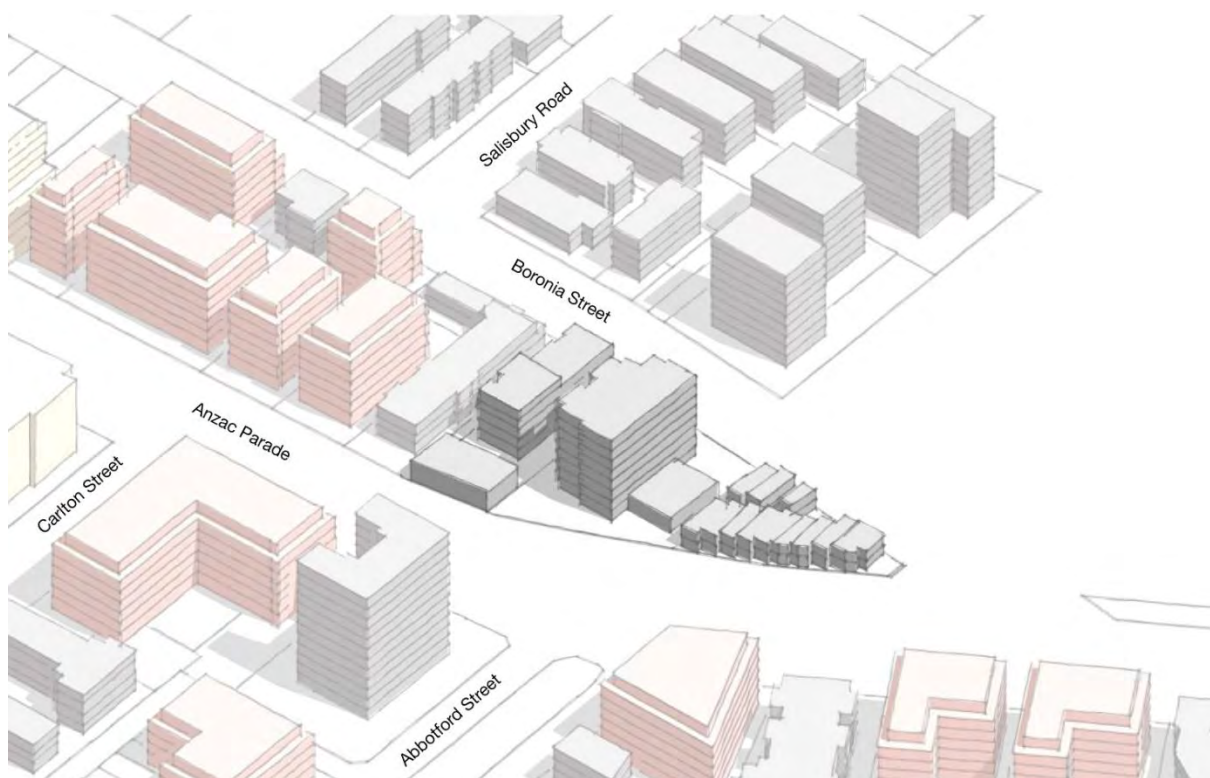 Salisbury Road
Boronia Street
Anzac Parade
Carlton Street
Abbotford Street